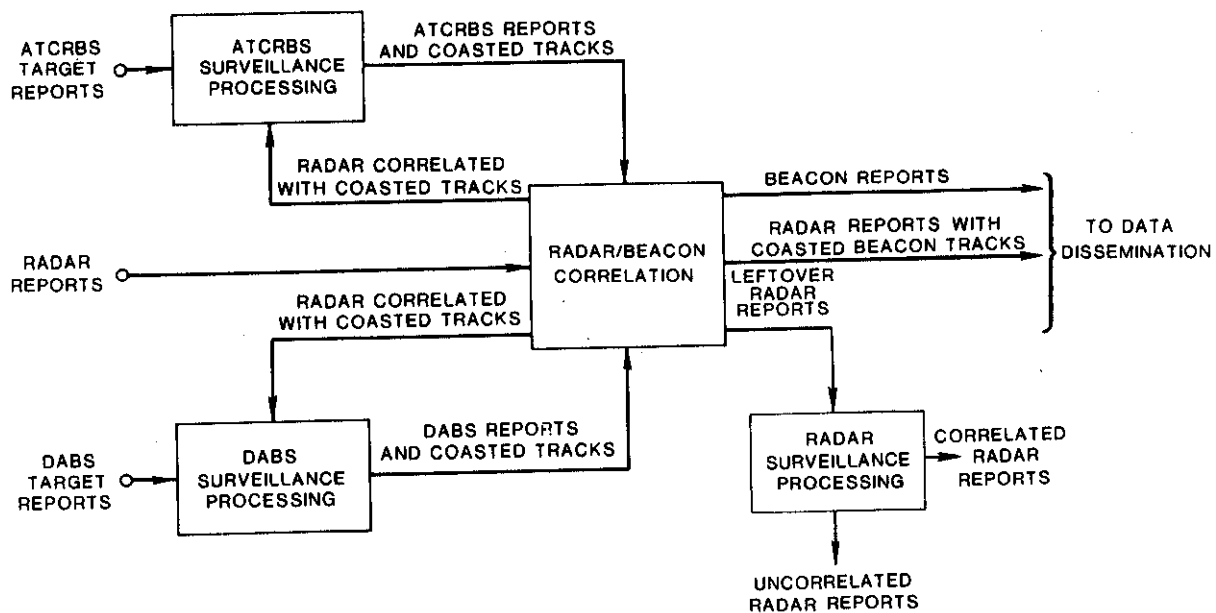 ATCRBS
TARGET
REPORTS
ATCRBS
SURVEILLANCE
PROCESSING
ATCRBS REPORTS
AND COASTED TRACKS
RADAR CORRELATED
WITH COASTED TRACKS
RADAR
REPORTS
RADAR/BEACON
CORRELATION
BEACON REPORTS
RADAR REPORTS WITH
COASTED BEACON TRACKS
TO DATA
DISSEMINATION
LEFTOVER
RADAR
REPORTS
RADAR CORRELATED
WITH COASTED TRACKS
DABS
TARGET
REPORTS
DABS
SURVEILLANCE
PROCESSING
DABS REPORTS
AND COASTED TRACKS
RADAR
SURVEILLANCE
PROCESSING
CORRELATED
RADAR
REPORTS
UNCORRELATED
RADAR REPORTS